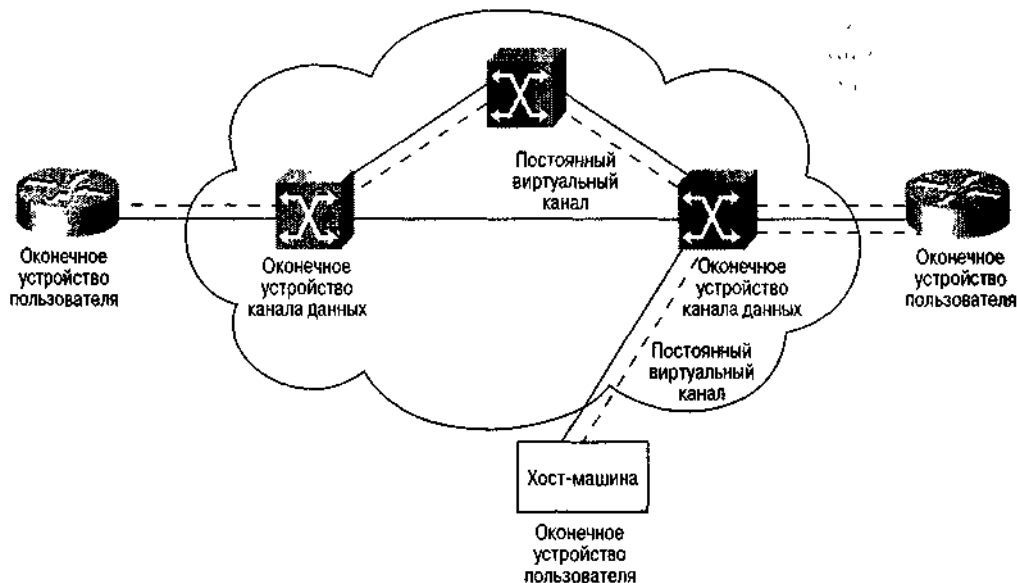 Постоянный
виртуальный
канал
Оконечное
устройство
пользователя
Оконечное
устройство
канала данных
Оконечное
устройство
канала данных
Оконечное
устройство
пользователя
Постоянный
виртуальный
канал
Хост-машина
Оконечное
устройство
пользователя